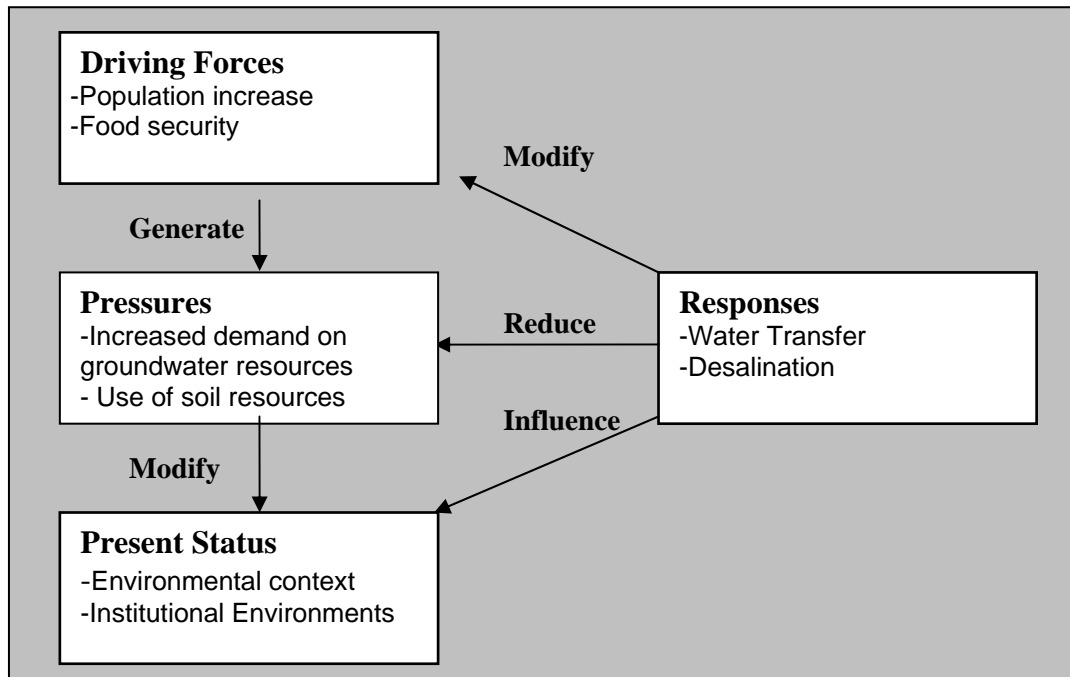 Driving Forces
-Population increase
-Food security
Modify
Generate
Pressures
-Increased demand on
groundwater resources
- Use of soil resources
Reduce
Responses
-Water Transfer
-Desalination
Influence
Modify
Present Status
-Environmental context
-Institutional Environments